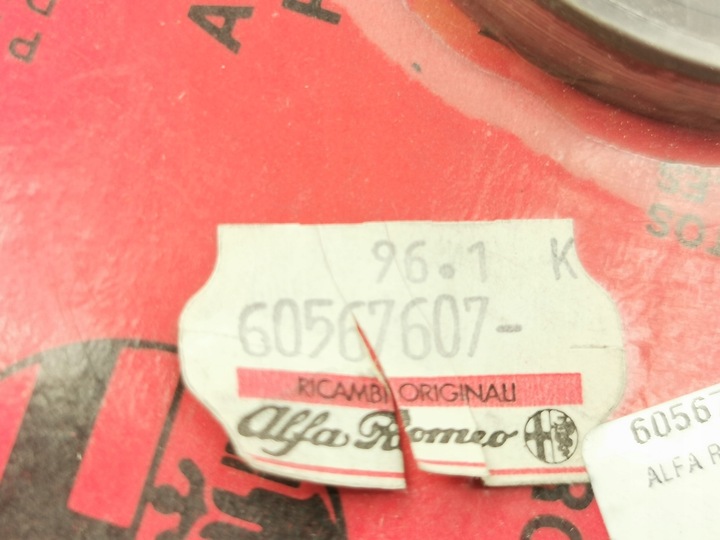 96.1 K
60567607-
RICAMBI ORIGINALI
Alfa Romeo
6056
ALFA R